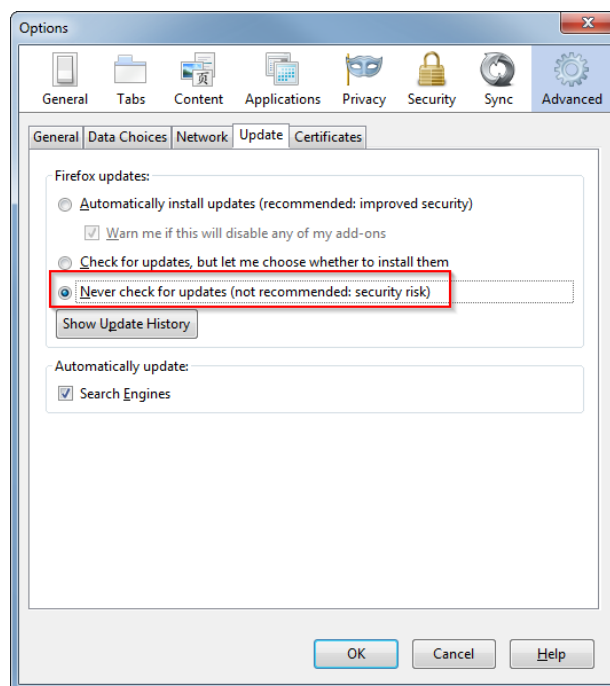 Options
General Tabs Content Applications Privacy Security Sync Advanced
General Data Choices Network Update Certificates
Firefox updates:
Automatically install updates (recommended: improved security)
Warn me if this will disable any of my add-ons
Check for updates, but let me choose whether to install them
Never check for updates (not recommended: security risk)
Show Update History
Automatically update:
Search Engines
OK Cancel Help